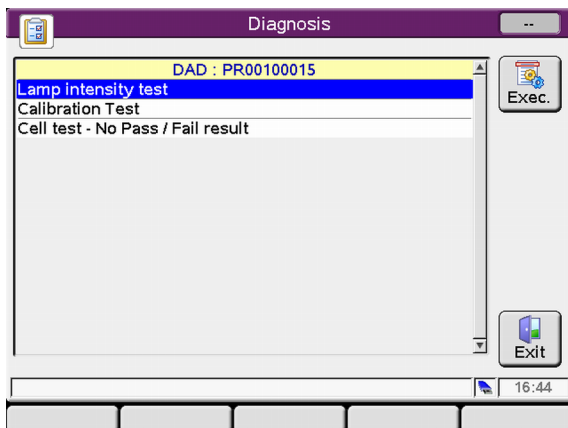 Diagnosis
--
DAD : PR00100015
Lamp intensity test
Calibration Test
Cell test - No Pass / Fail result
Exec.
Exit
16:44